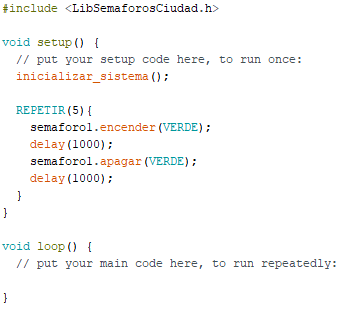 #include <LibSemaforosCiudad.h>
void setup() {
// put your setup code here, to run once:
inicializar_sistema();
REPETIR(5){
semaforo1.encender(VERDE);
delay(1000);
semaforo1.apagar(VERDE);
delay(1000);
}
}
void loop() {
// put your main code here, to run repeatedly:
}